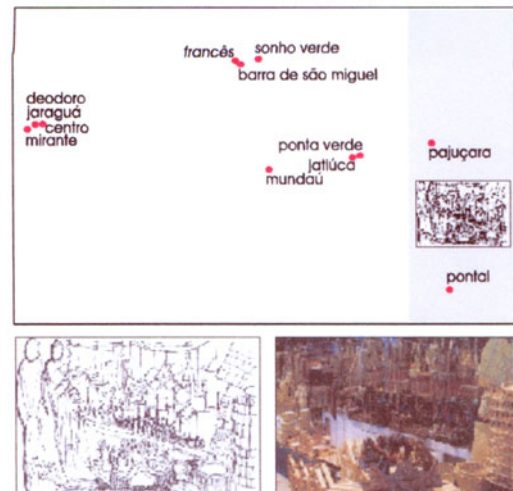 francês
sonho verde
barra de são miguel
deodoro
jaraguá
centro
mirante
ponta verde
jatiúca
mundaú
pajuçara
pontal